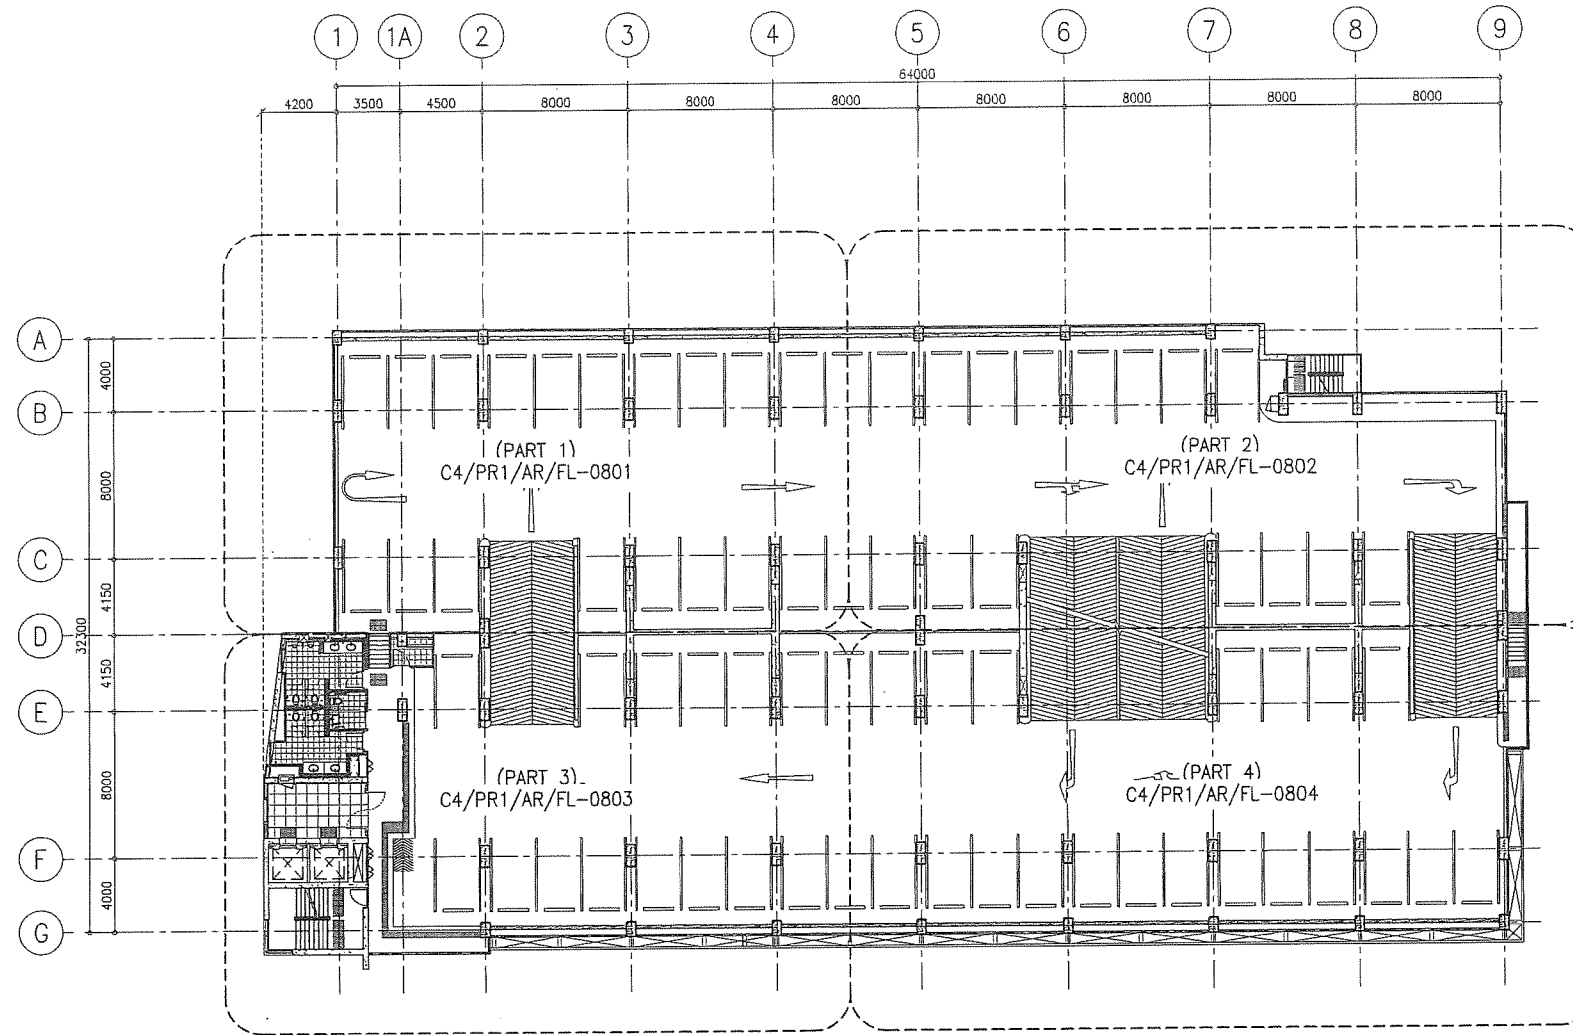 1 1A 2 3 4 5 6 7 8 9
64000
4200 3500 4500 8000 8000 8000 8000 8000 8000 8000
A
4000
B
(PART 1) (PART 2)
C4/PR1/AR/FL-0801 C4/PR1/AR/FL-0802
8000
C
4150
D
32300
4150
E
(PART 3) (PART 4)
C4/PR1/AR/FL-0803 C4/PR1/AR/FL-0804
8000
F
4000
G